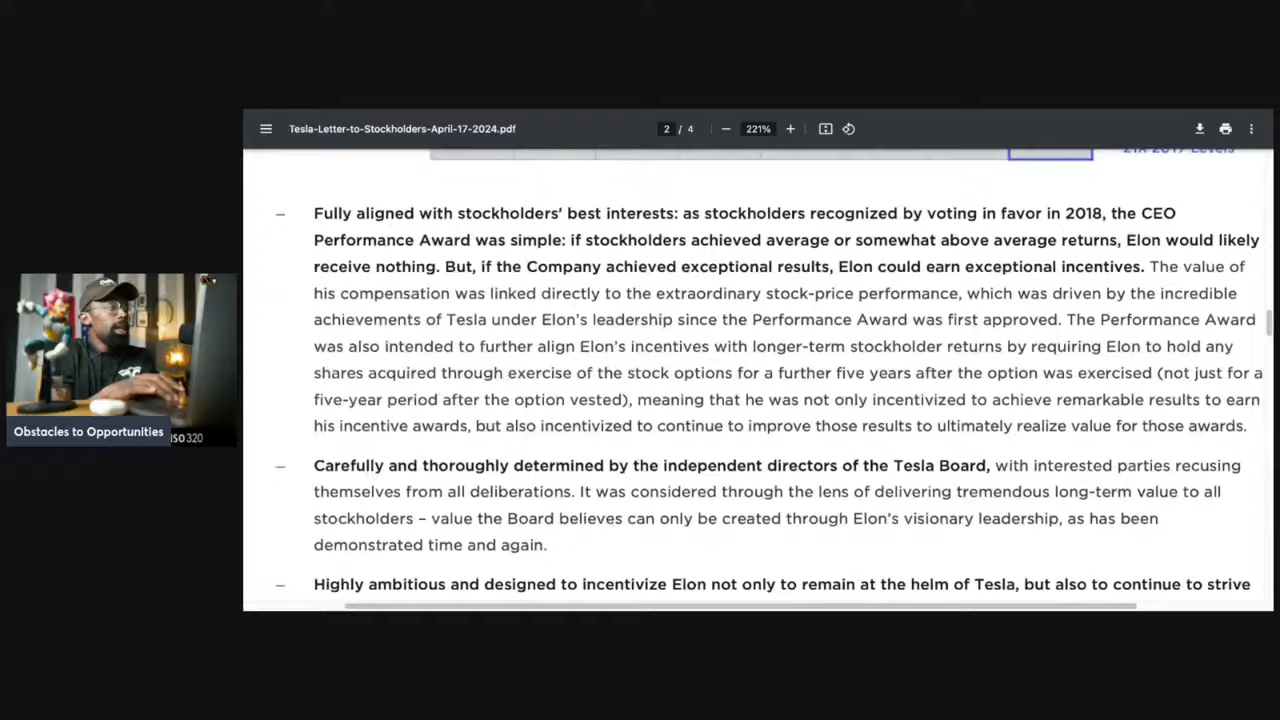 Tesla-Letter-to-Stockholders-April-17-2024.pdf
2 / 4
221%
21x 2017 Levels
– Fully aligned with stockholders' best interests: as stockholders recognized by voting in favor in 2018, the CEO
Performance Award was simple: if stockholders achieved average or somewhat above average returns, Elon would likely
receive nothing. But, if the Company achieved exceptional results, Elon could earn exceptional incentives. The value of
his compensation was linked directly to the extraordinary stock-price performance, which was driven by the incredible
achievements of Tesla under Elon's leadership since the Performance Award was first approved. The Performance Award
was also intended to further align Elon's incentives with longer-term stockholder returns by requiring Elon to hold any
shares acquired through exercise of the stock options for a further five years after the option was exercised (not just for a
five-year period after the option vested), meaning that he was not only incentivized to achieve remarkable results to earn
his incentive awards, but also incentivized to continue to improve those results to ultimately realize value for those awards.
– Carefully and thoroughly determined by the independent directors of the Tesla Board, with interested parties recusing
themselves from all deliberations. It was considered through the lens of delivering tremendous long-term value to all
stockholders – value the Board believes can only be created through Elon's visionary leadership, as has been
demonstrated time and again.
– Highly ambitious and designed to incentivize Elon not only to remain at the helm of Tesla, but also to continue to strive
Obstacles to Opportunities
ISO 320